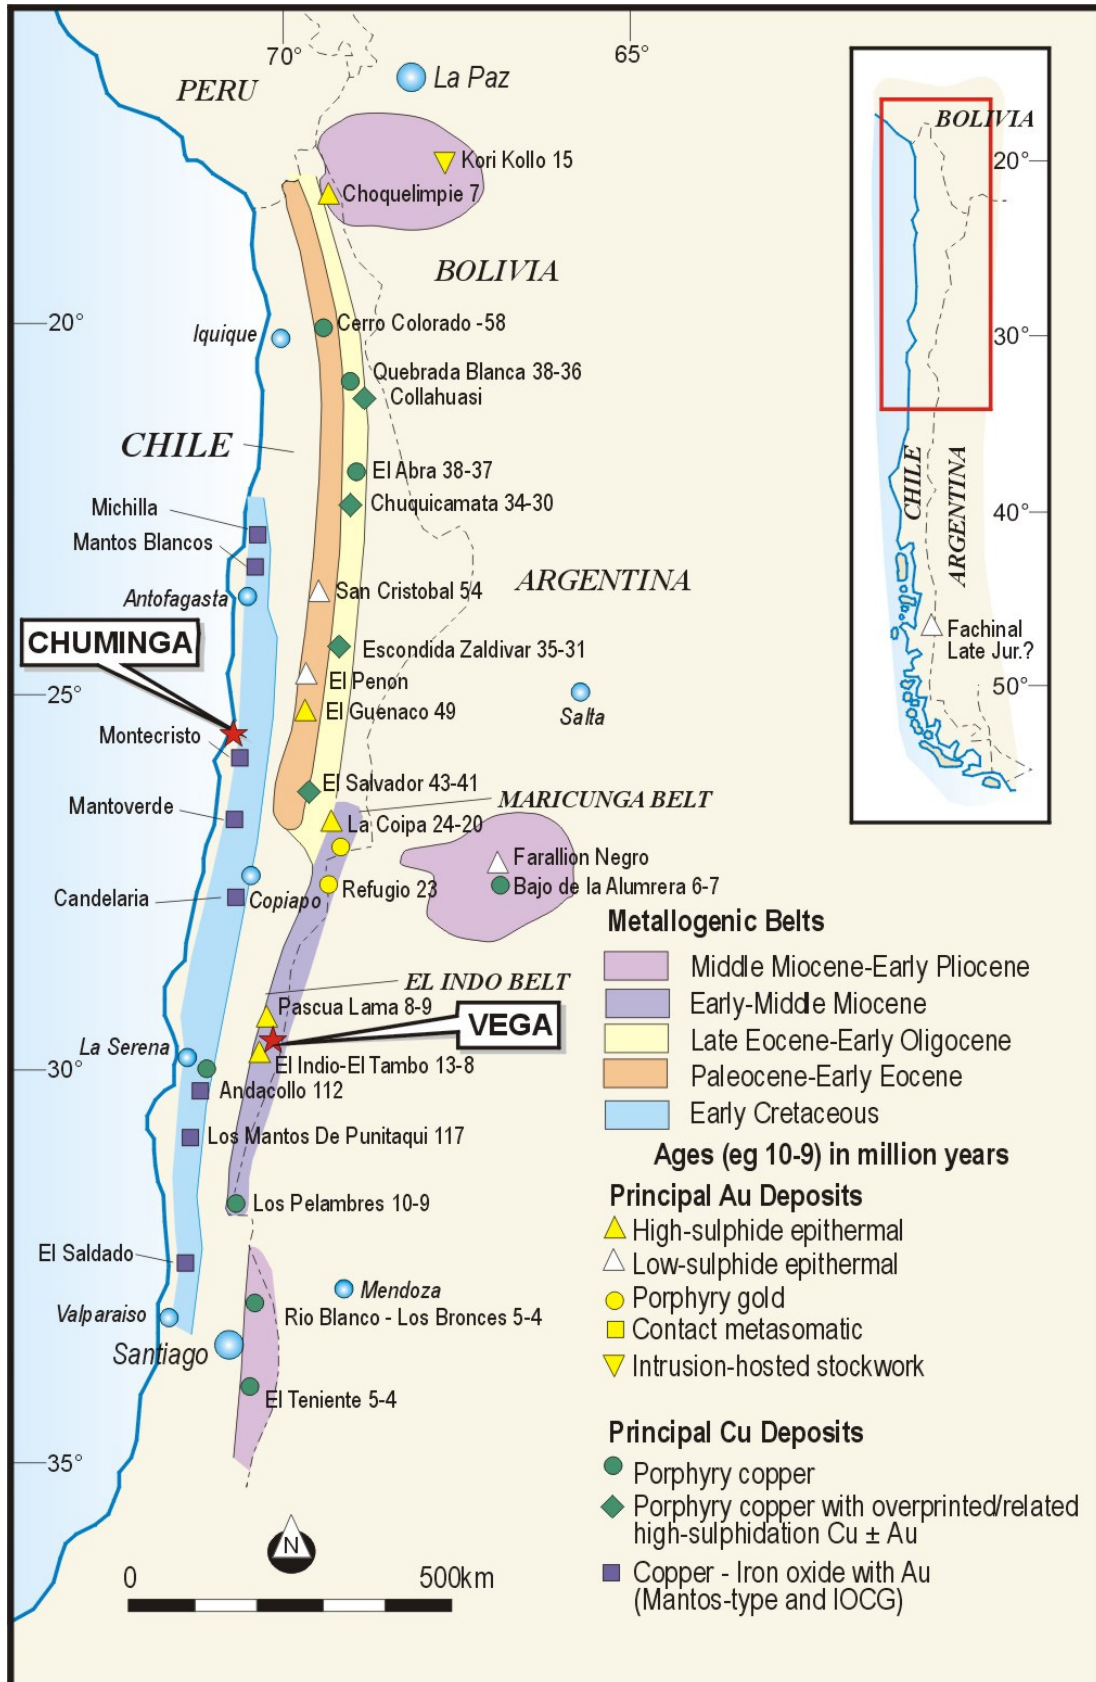 70°
65°
PERU
La Paz
Kori Kollo 15
Choquelimpie 7
BOLIVIA
20°
Iquique
Cerro Colorado -58
Quebrada Blanca 38-36
Collahuasi
CHILE
El Abra 38-37
Chuquicamata 34-30
Michilla
Mantos Blancos
Antofagasta
San Cristobal 54
ARGENTINA
CHUMINGA
Escondida Zaldivar 35-31
El Penon
25°
El Guenaco 49
Salta
Montecristo
El Salvador 43-41
MARICUNGA BELT
Mantoverde
La Coipa 24-20
Farallion Negro
Bajo de la Alumrera 6-7
Refugio 23
Candelaria
Copiapo
EL INDO BELT
Pascua Lama 8-9
VEGA
La Serena
30°
El Indio-El Tambo 13-8
Andacollo 112
Los Mantos De Punitaqui 117
Los Pelambres 10-9
El Saldado
Mendoza
Valparaiso
Rio Blanco - Los Bronces 5-4
Santiago
El Teniente 5-4
35°
N
0
500km
BOLIVIA
20°
30°
CHILE
ARGENTINA
40°
Fachinal
Late Jur.?
50°
Metallogenic Belts
Middle Miocene-Early Pliocene
Early-Middle Miocene
Late Eocene-Early Oligocene
Paleocene-Early Eocene
Early Cretaceous
Ages (eg 10-9) in million years
Principal Au Deposits
High-sulphide epithermal
Low-sulphide epithermal
Porphyry gold
Contact metasomatic
Intrusion-hosted stockwork
Principal Cu Deposits
Porphyry copper
Porphyry copper with overprinted/related
high-sulphidation Cu ± Au
Copper - Iron oxide with Au
(Mantos-type and IOCG)